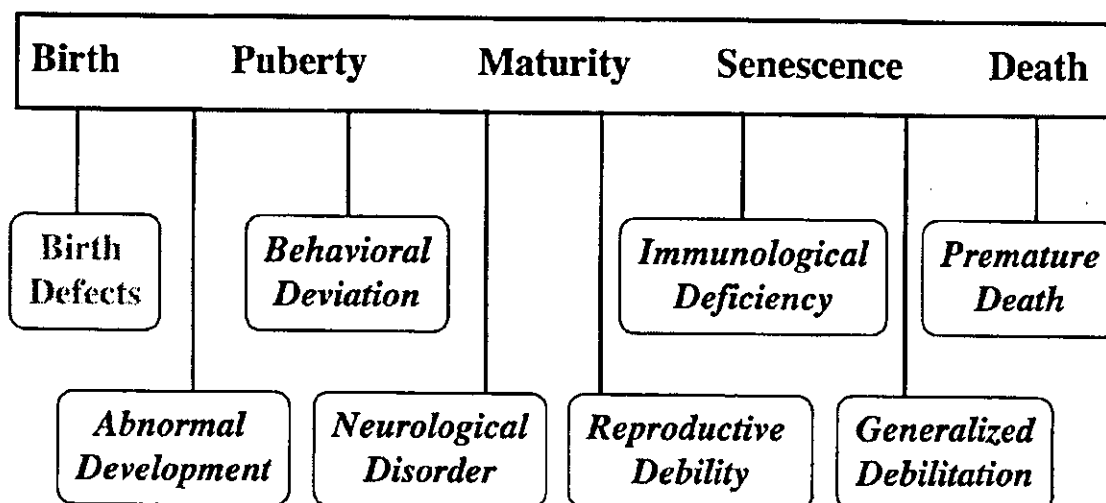 Birth Puberty Maturity Senescence Death
Birth
Defects
Behavioral
Deviation
Immunological
Deficiency
Premature
Death
Abnormal
Development
Neurological
Disorder
Reproductive
Debility
Generalized
Debilitation